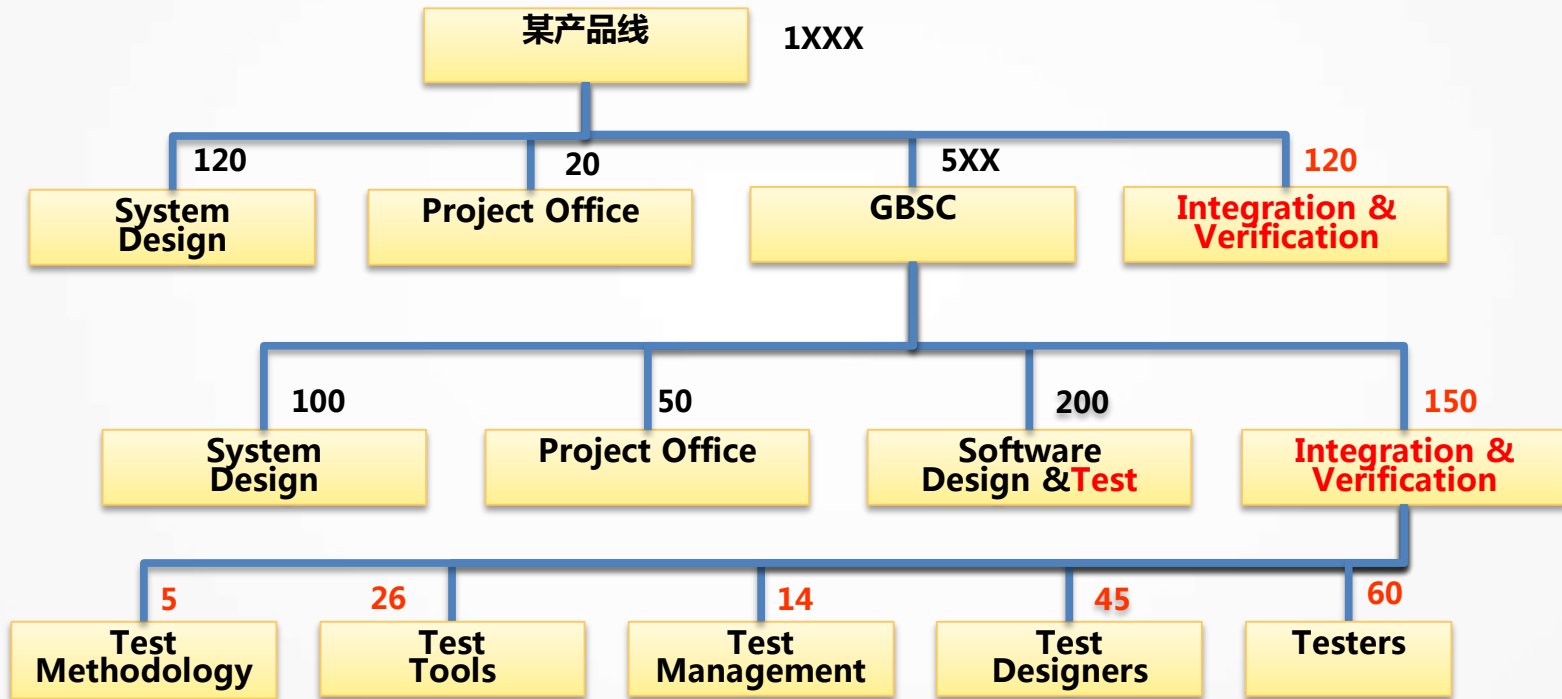 某产品线
1XXX
120
20
5XX
120
System
Design
Project Office
GBSC
Integration &
Verification
100
50
200
150
System
Design
Project Office
Software
Design &Test
Integration &
Verification
5
26
14
45
60
Test
Methodology
Test
Tools
Test
Management
Test
Designers
Testers